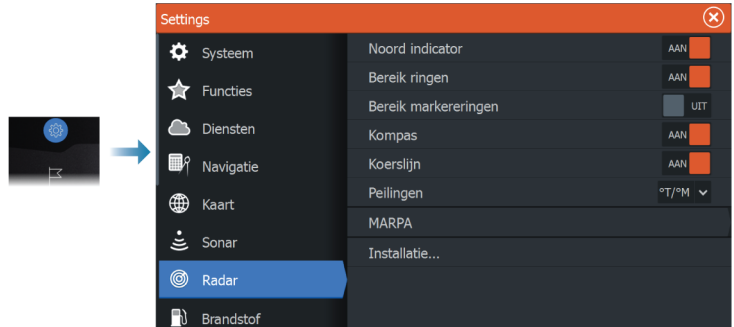 Settings
Systeem
Functies
Diensten
Navigatie
Kaart
Sonar
Radar
Brandstof
Noord indicator AAN
Bereik ringen AAN
Bereik markereringen UIT
Kompas AAN
Koerslijn AAN
Peilingen °T/°M
MARPA
Installatie...